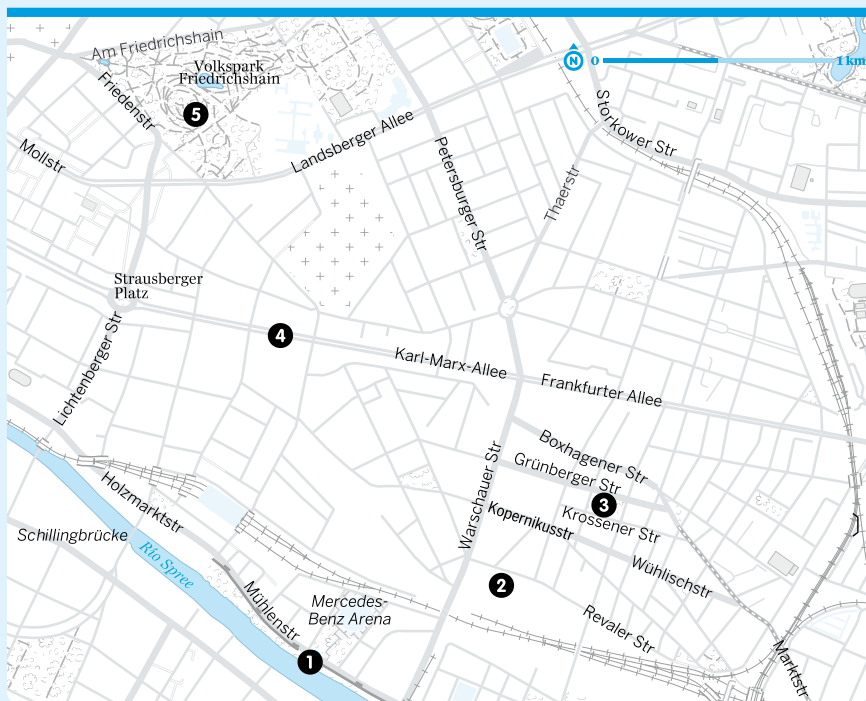 Am Friedrichshain
Volkspark
Friedrichshain
N
0
1 km
5
Friedenstr
Storkower Str
Landsberger Allee
Mollstr
Petersburger Str
Thaerstr
Strausberger
Platz
4
Lichtenberger Str
Karl-Marx-Allee
Frankfurter Allee
Boxhagener Str
Grünberger Str
Warschauer Str
3
Holzmarktstr
Kopernikusstr
Krossener Str
Schillingbrücke
Río Spree
Wühlischstr
2
Mühlenstr
Mercedes-
Benz Arena
Revaler Str
1
Marktstr